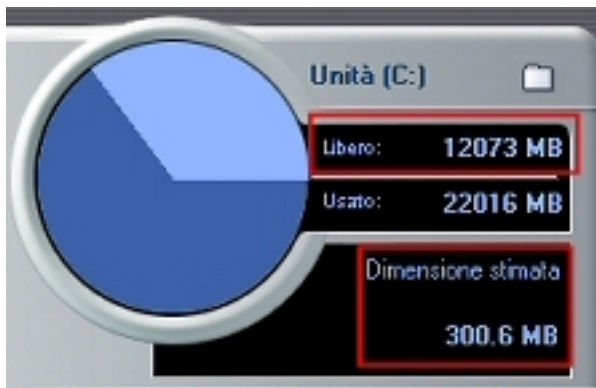 Unità (C:)
Libero: 12073 MB
Usato: 22016 MB
Dimensione stimata
300.6 MB